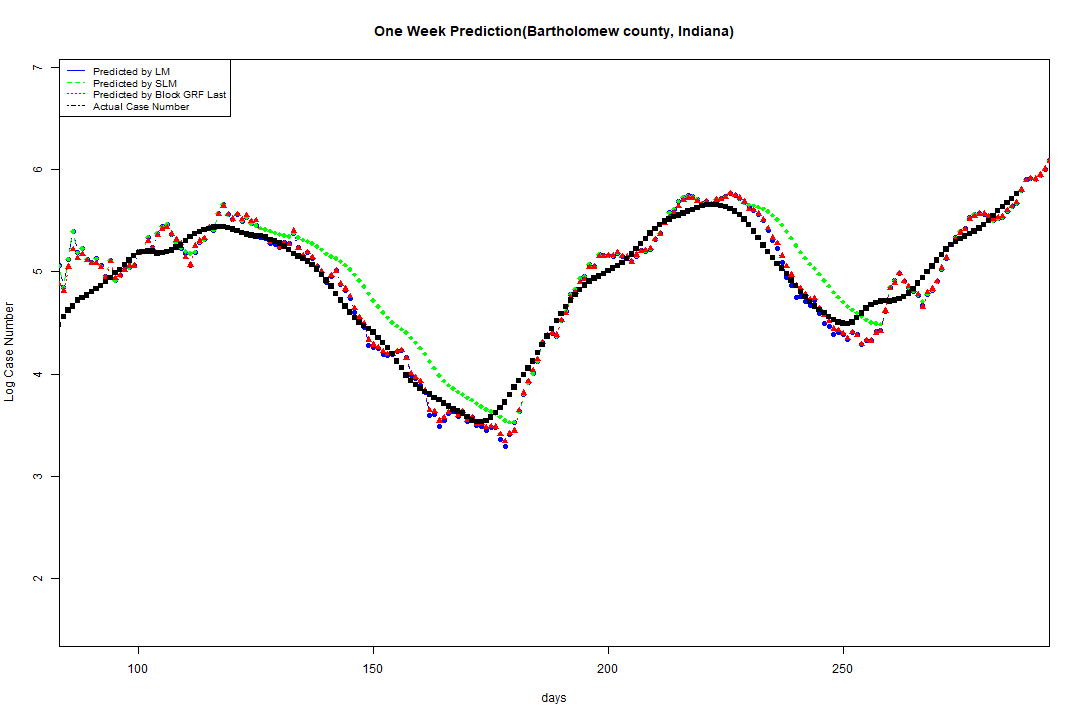 One Week Prediction(Bartholomew county, Indiana)
Predicted by LM
Predicted by SLM
Predicted by Block GRF Last
Actual Case Number
7
6
5
4
3
2
Log Case Number
100 150 200 250
days